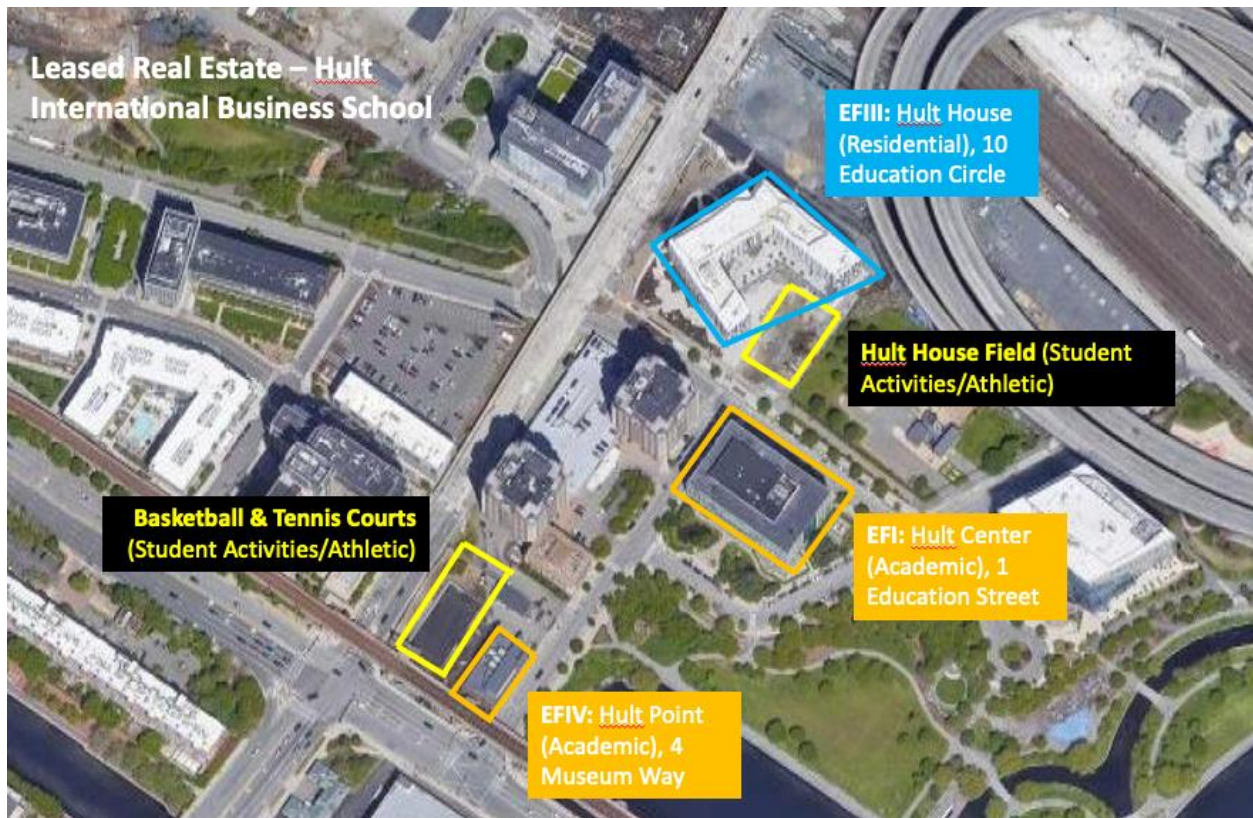 Leased Real Estate – Hult
International Business School
EFIII: Hult House
(Residential), 10
Education Circle
Hult House Field (Student
Activities/Athletic)
Basketball & Tennis Courts
(Student Activities/Athletic)
EFI: Hult Center
(Academic), 1
Education Street
EFIV: Hult Point
(Academic), 4
Museum Way